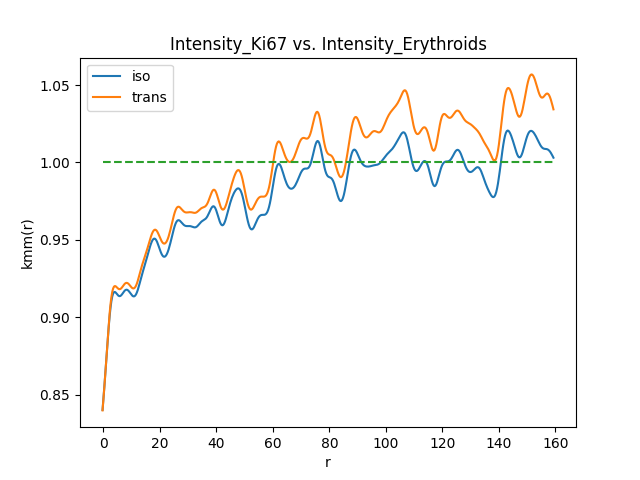 Intensity_Ki67 vs. Intensity_Erythroids
iso
trans
kmm(r)
1.05
1.00
0.95
0.90
0.85
0 20 40 60 80 100 120 140 160
r